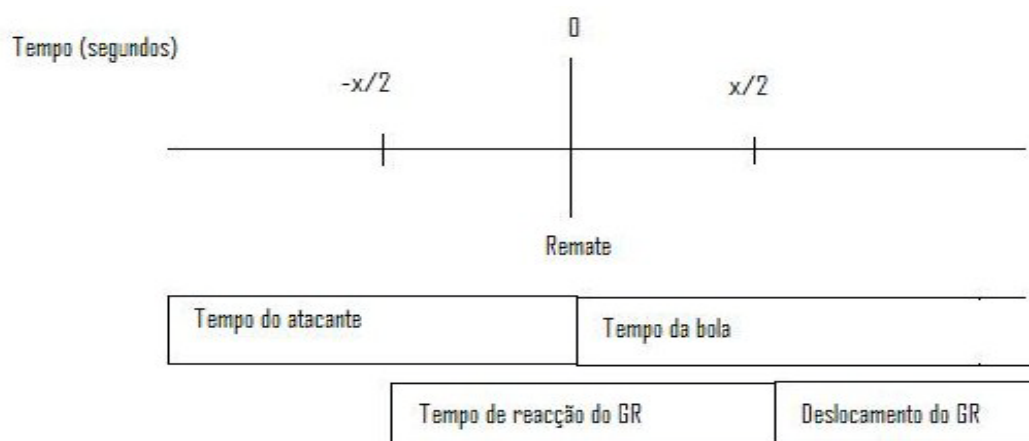 0
Tempo (segundos)
-x/2
x/2
Remate
Tempo do atacante
Tempo da bola
Tempo de reacção do GR
Deslocamento do GR